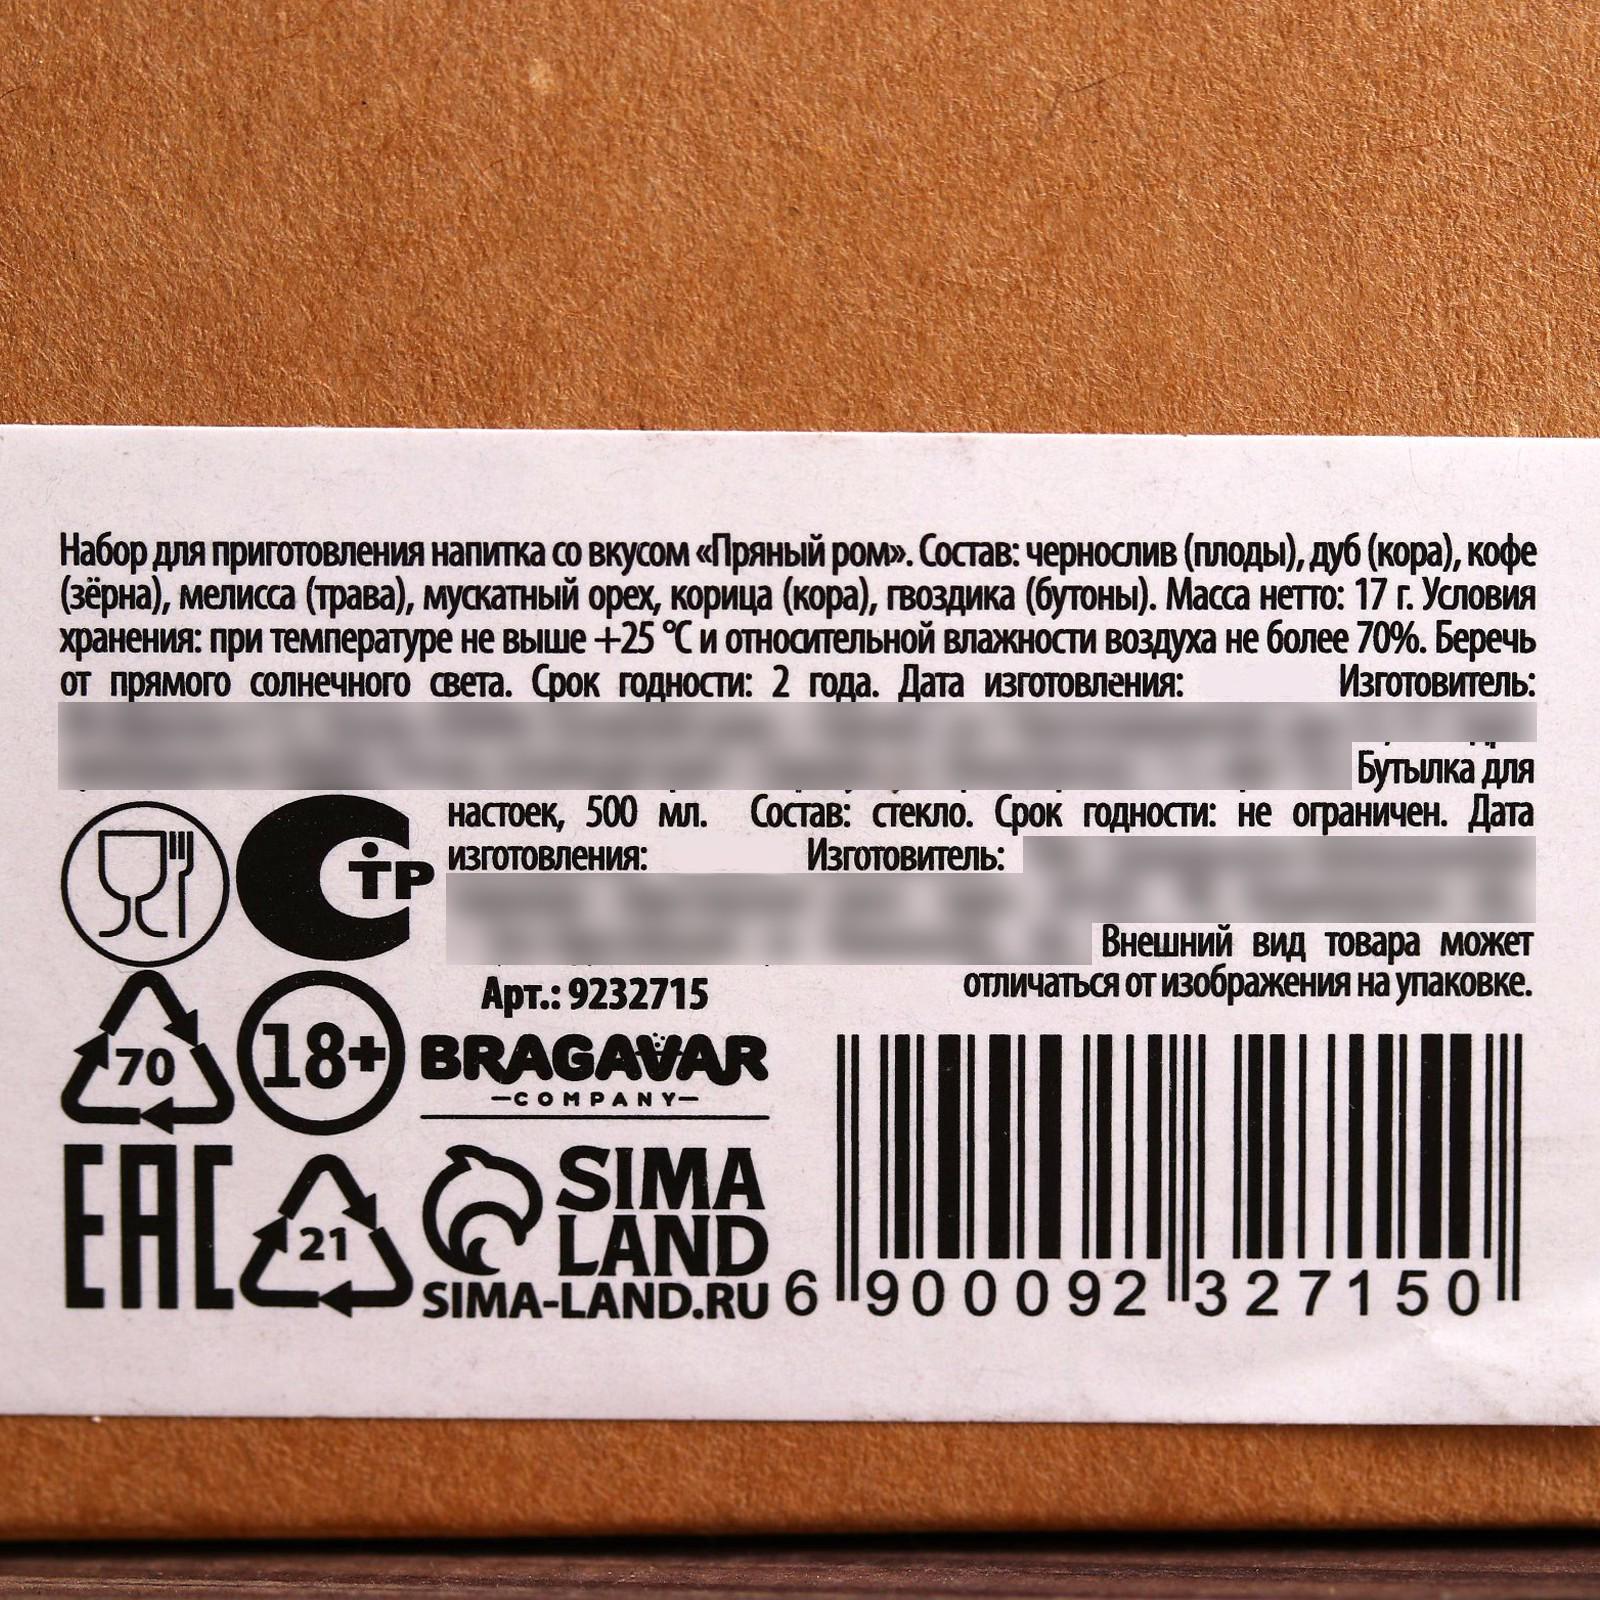 Набор для приготовления напитка со вкусом «Пряный ром». Состав: чернослив (плоды), дуб (кора), кофе
(зёрна), мелисса (трава), мускатный орех, корица (кора), гвоздика (бутоны). Масса нетто: 17 г. Условия
хранения: при температуре не выше +25 °С и относительной влажности воздуха не более 70%. Беречь
от прямого солнечного света. Срок годности: 2 года. Дата изготовления: Изготовитель:
Бутылка для
настоек, 500 мл. Состав: стекло. Срок годности: не ограничен. Дата
изготовления: Изготовитель:
Внешний вид товара может
отличаться от изображения на упаковке.
Арт.: 9232715
СТР
70
18+
BRAGAVAR
COMPANY
EAC
21
SIMA
LAND
SIMA-LAND.RU
6 900092 327150